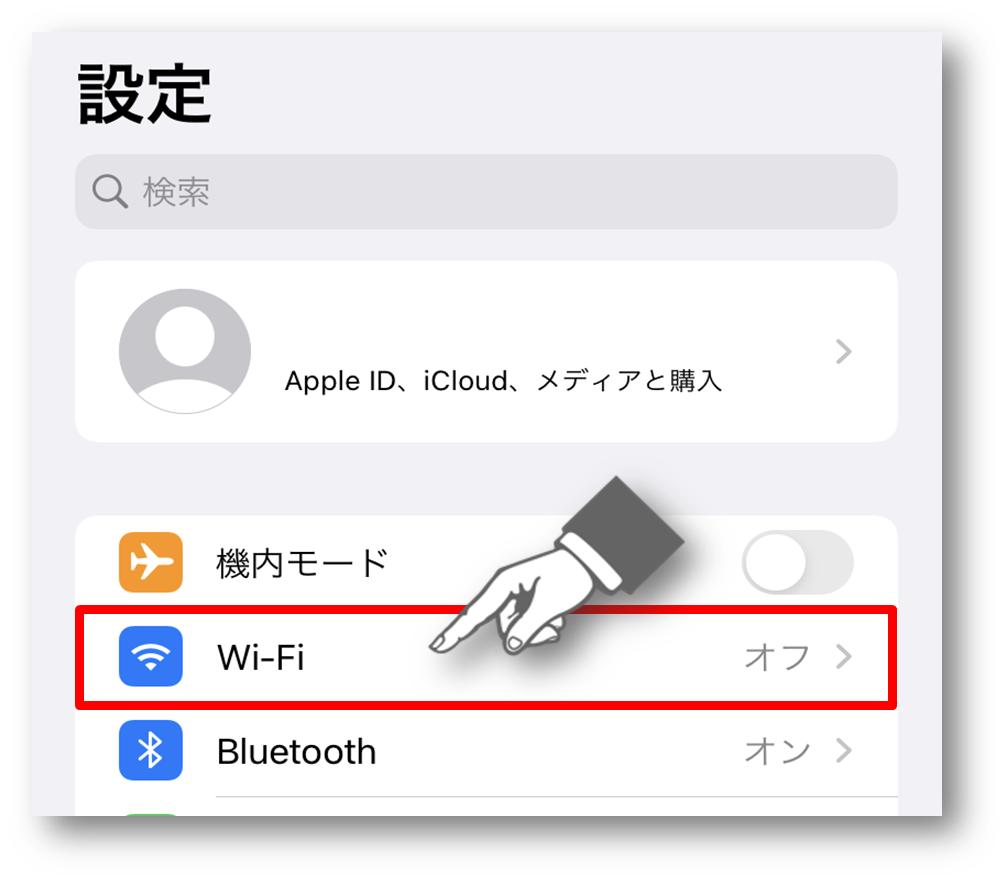 設定
検索
Apple ID、iCloud、メディアと購入
機内モード
Wi-Fi オフ
Bluetooth オン